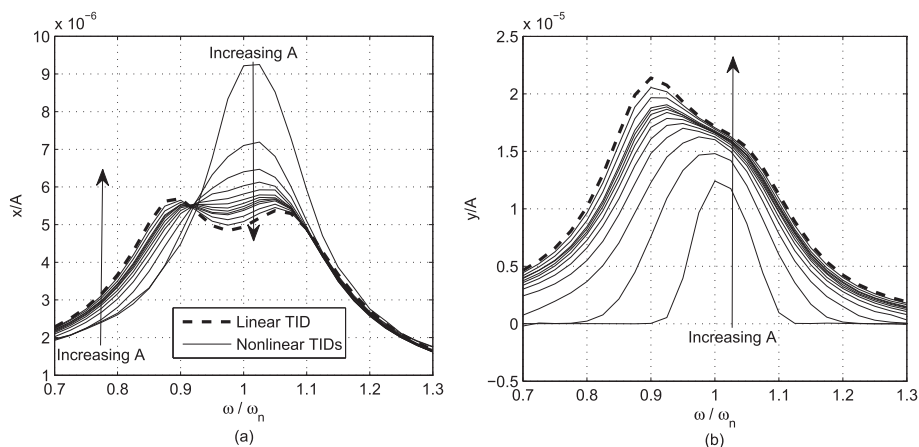 x 10⁻⁶
10
9
8
7
6
5
4
3
2
1
x/A
Increasing A
Increasing A
Linear TID
Nonlinear TIDs
0.7 0.8 0.9 1 1.1 1.2 1.3
ω / ωₙ
(a)
x 10⁻⁵
2.5
2
1.5
1
0.5
0
−0.5
y/A
Increasing A
0.7 0.8 0.9 1 1.1 1.2 1.3
ω / ωₙ
(b)